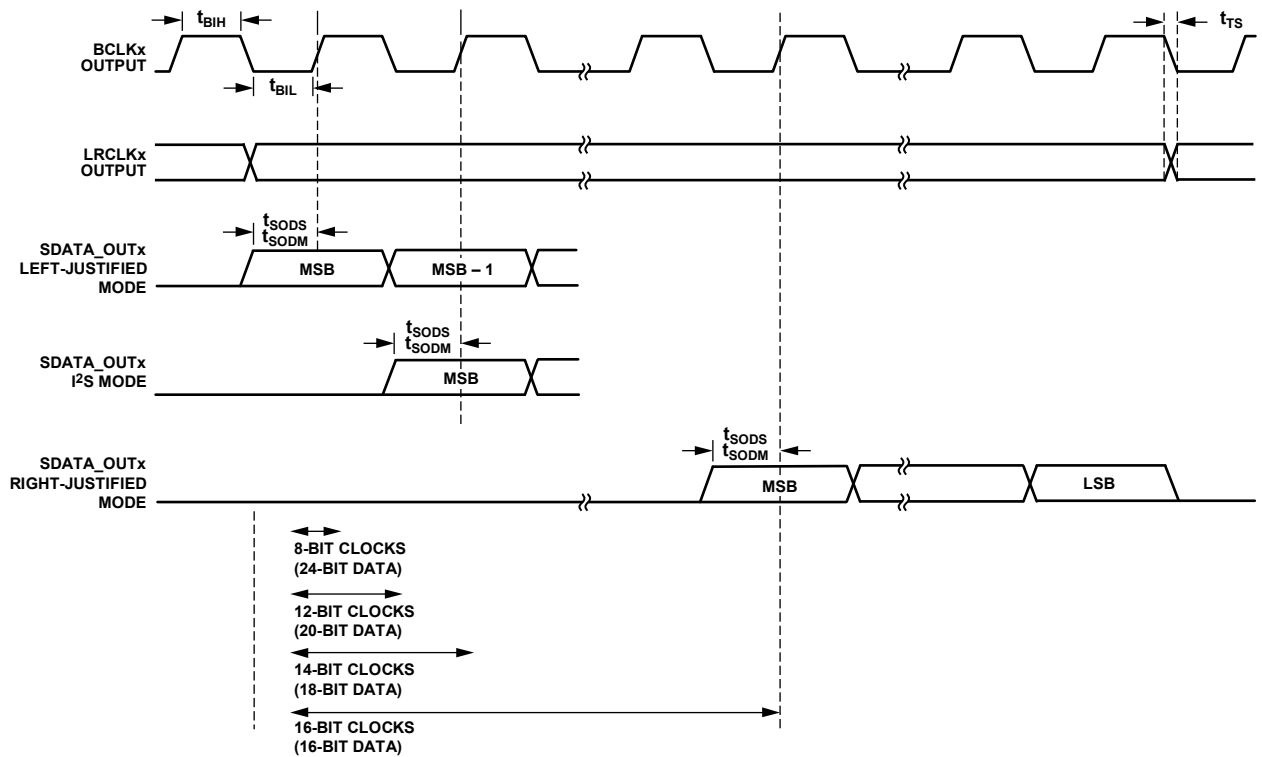 tBIH
tTS
BCLKx
OUTPUT
tBIL
LRCLKx
OUTPUT
tSODS
tSODM
SDATA_OUTx
LEFT-JUSTIFIED
MODE
MSB
MSB – 1
tSODS
tSODM
SDATA_OUTx
I2S MODE
MSB
tSODS
tSODM
SDATA_OUTx
RIGHT-JUSTIFIED
MODE
MSB
LSB
8-BIT CLOCKS
(24-BIT DATA)
12-BIT CLOCKS
(20-BIT DATA)
14-BIT CLOCKS
(18-BIT DATA)
16-BIT CLOCKS
(16-BIT DATA)